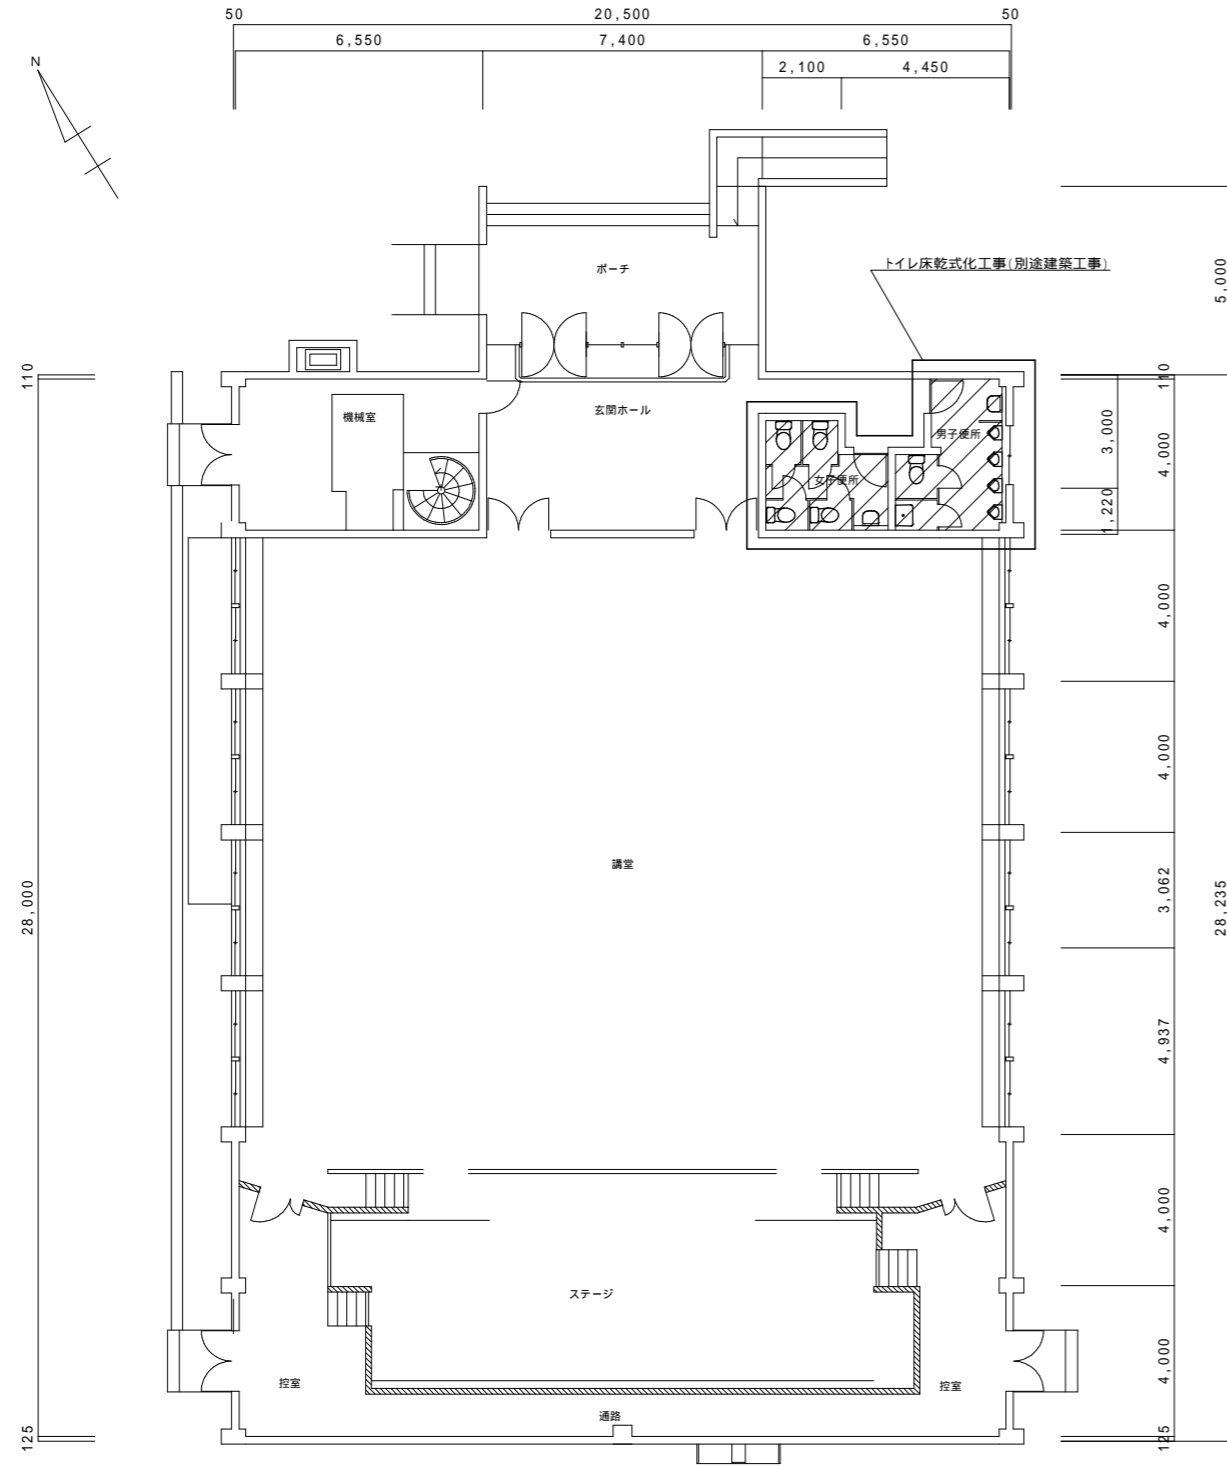 50
20,500
50
6,550
7,400
6,550
2,100
4,450
N
トイレ床乾式化工事(別途建築工事)
ポーチ
5,000
110
110
機械室
玄関ホール
男子便所
女子便所
3,000
4,000
1,220
4,000
4,000
講堂
28,000
3,062
28,235
4,937
4,000
ステージ
控室
控室
4,000
通路
125
125